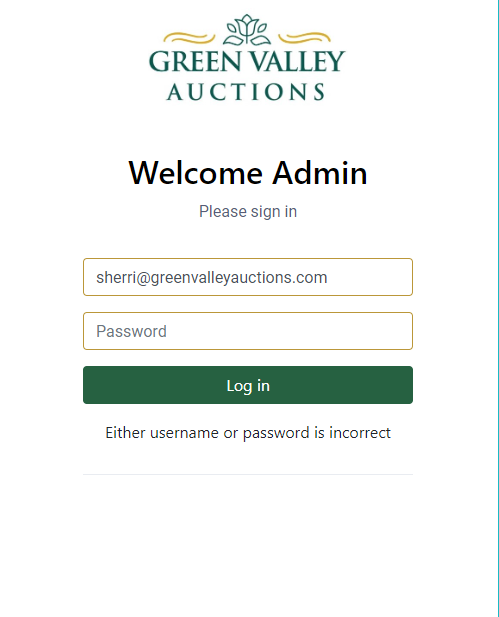 GREEN VALLEY
AUCTIONS
Welcome Admin
Please sign in
sherri@greenvalleyauctions.com
Password
Log in
Either username or password is incorrect